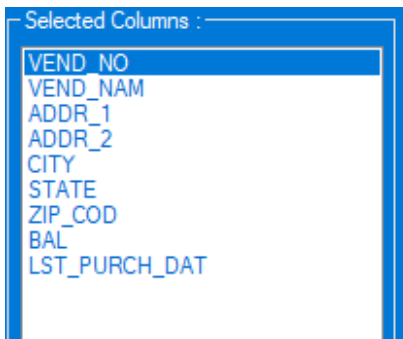 Selected Columns :
VEND_NO
VEND_NAM
ADDR_1
ADDR_2
CITY
STATE
ZIP_COD
BAL
LST_PURCH_DAT